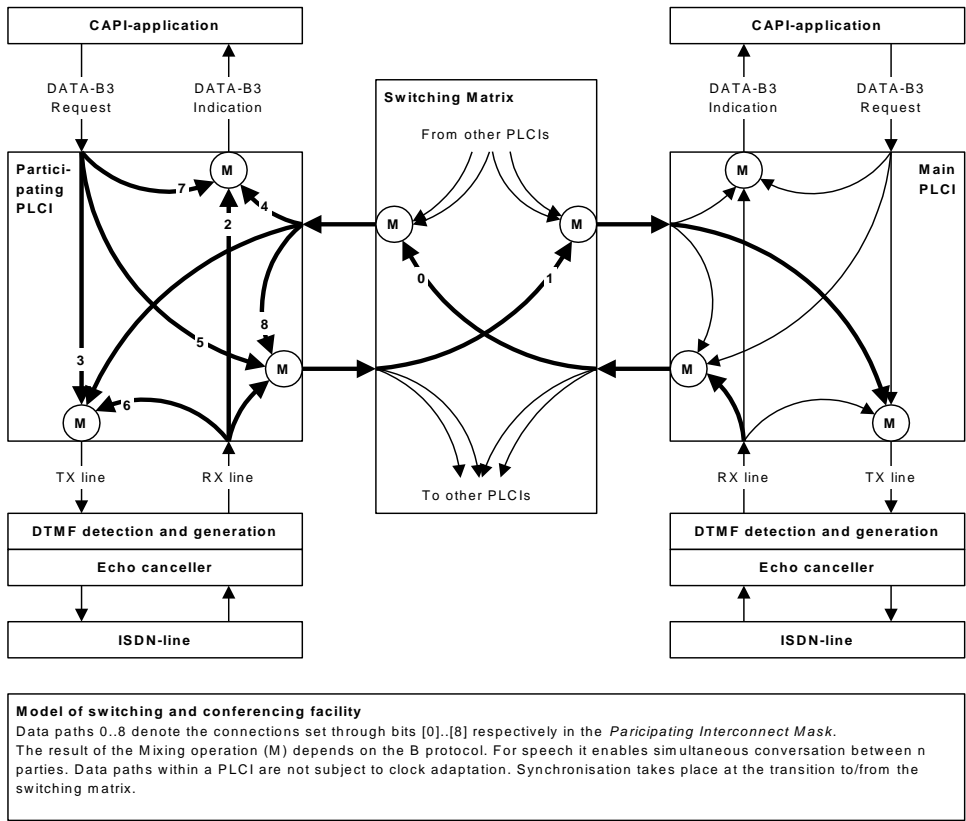 CAPI-application
CAPI-application
DATA-B3
Request
DATA-B3
Indication
DATA-B3
Indication
DATA-B3
Request
Switching Matrix
From other PLCIs
Partici-
pating
PLCI
M
7
4
2
M
M
0
1
8
5
3
M
6
M
M
Main
PLCI
M
M
To other PLCIs
TX line
RX line
RX line
TX line
DTMF detection and generation
Echo canceller
ISDN-line
DTMF detection and generation
Echo canceller
ISDN-line
Model of switching and conferencing facility
Data paths 0..8 denote the connections set through bits [0]..[8] respectively in the Paricipating Interconnect Mask.
The result of the Mixing operation (M) depends on the B protocol. For speech it enables simultaneous conversation between n
parties. Data paths within a PLCI are not subject to clock adaptation. Synchronisation takes place at the transition to/from the
switching matrix.